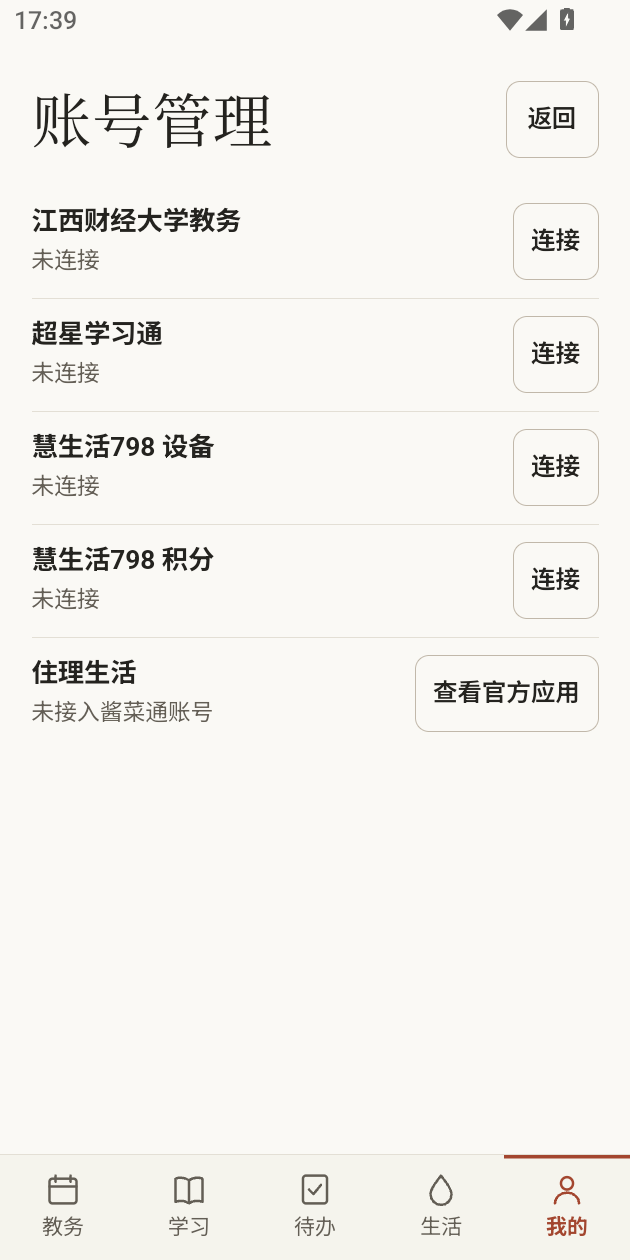 17:39
账号管理
返回
江西财经大学教务
未连接
连接
超星学习通
未连接
连接
慧生活798 设备
未连接
连接
慧生活798 积分
未连接
连接
住理生活
未接入酱菜通账号
查看官方应用
教务
学习
待办
生活
我的